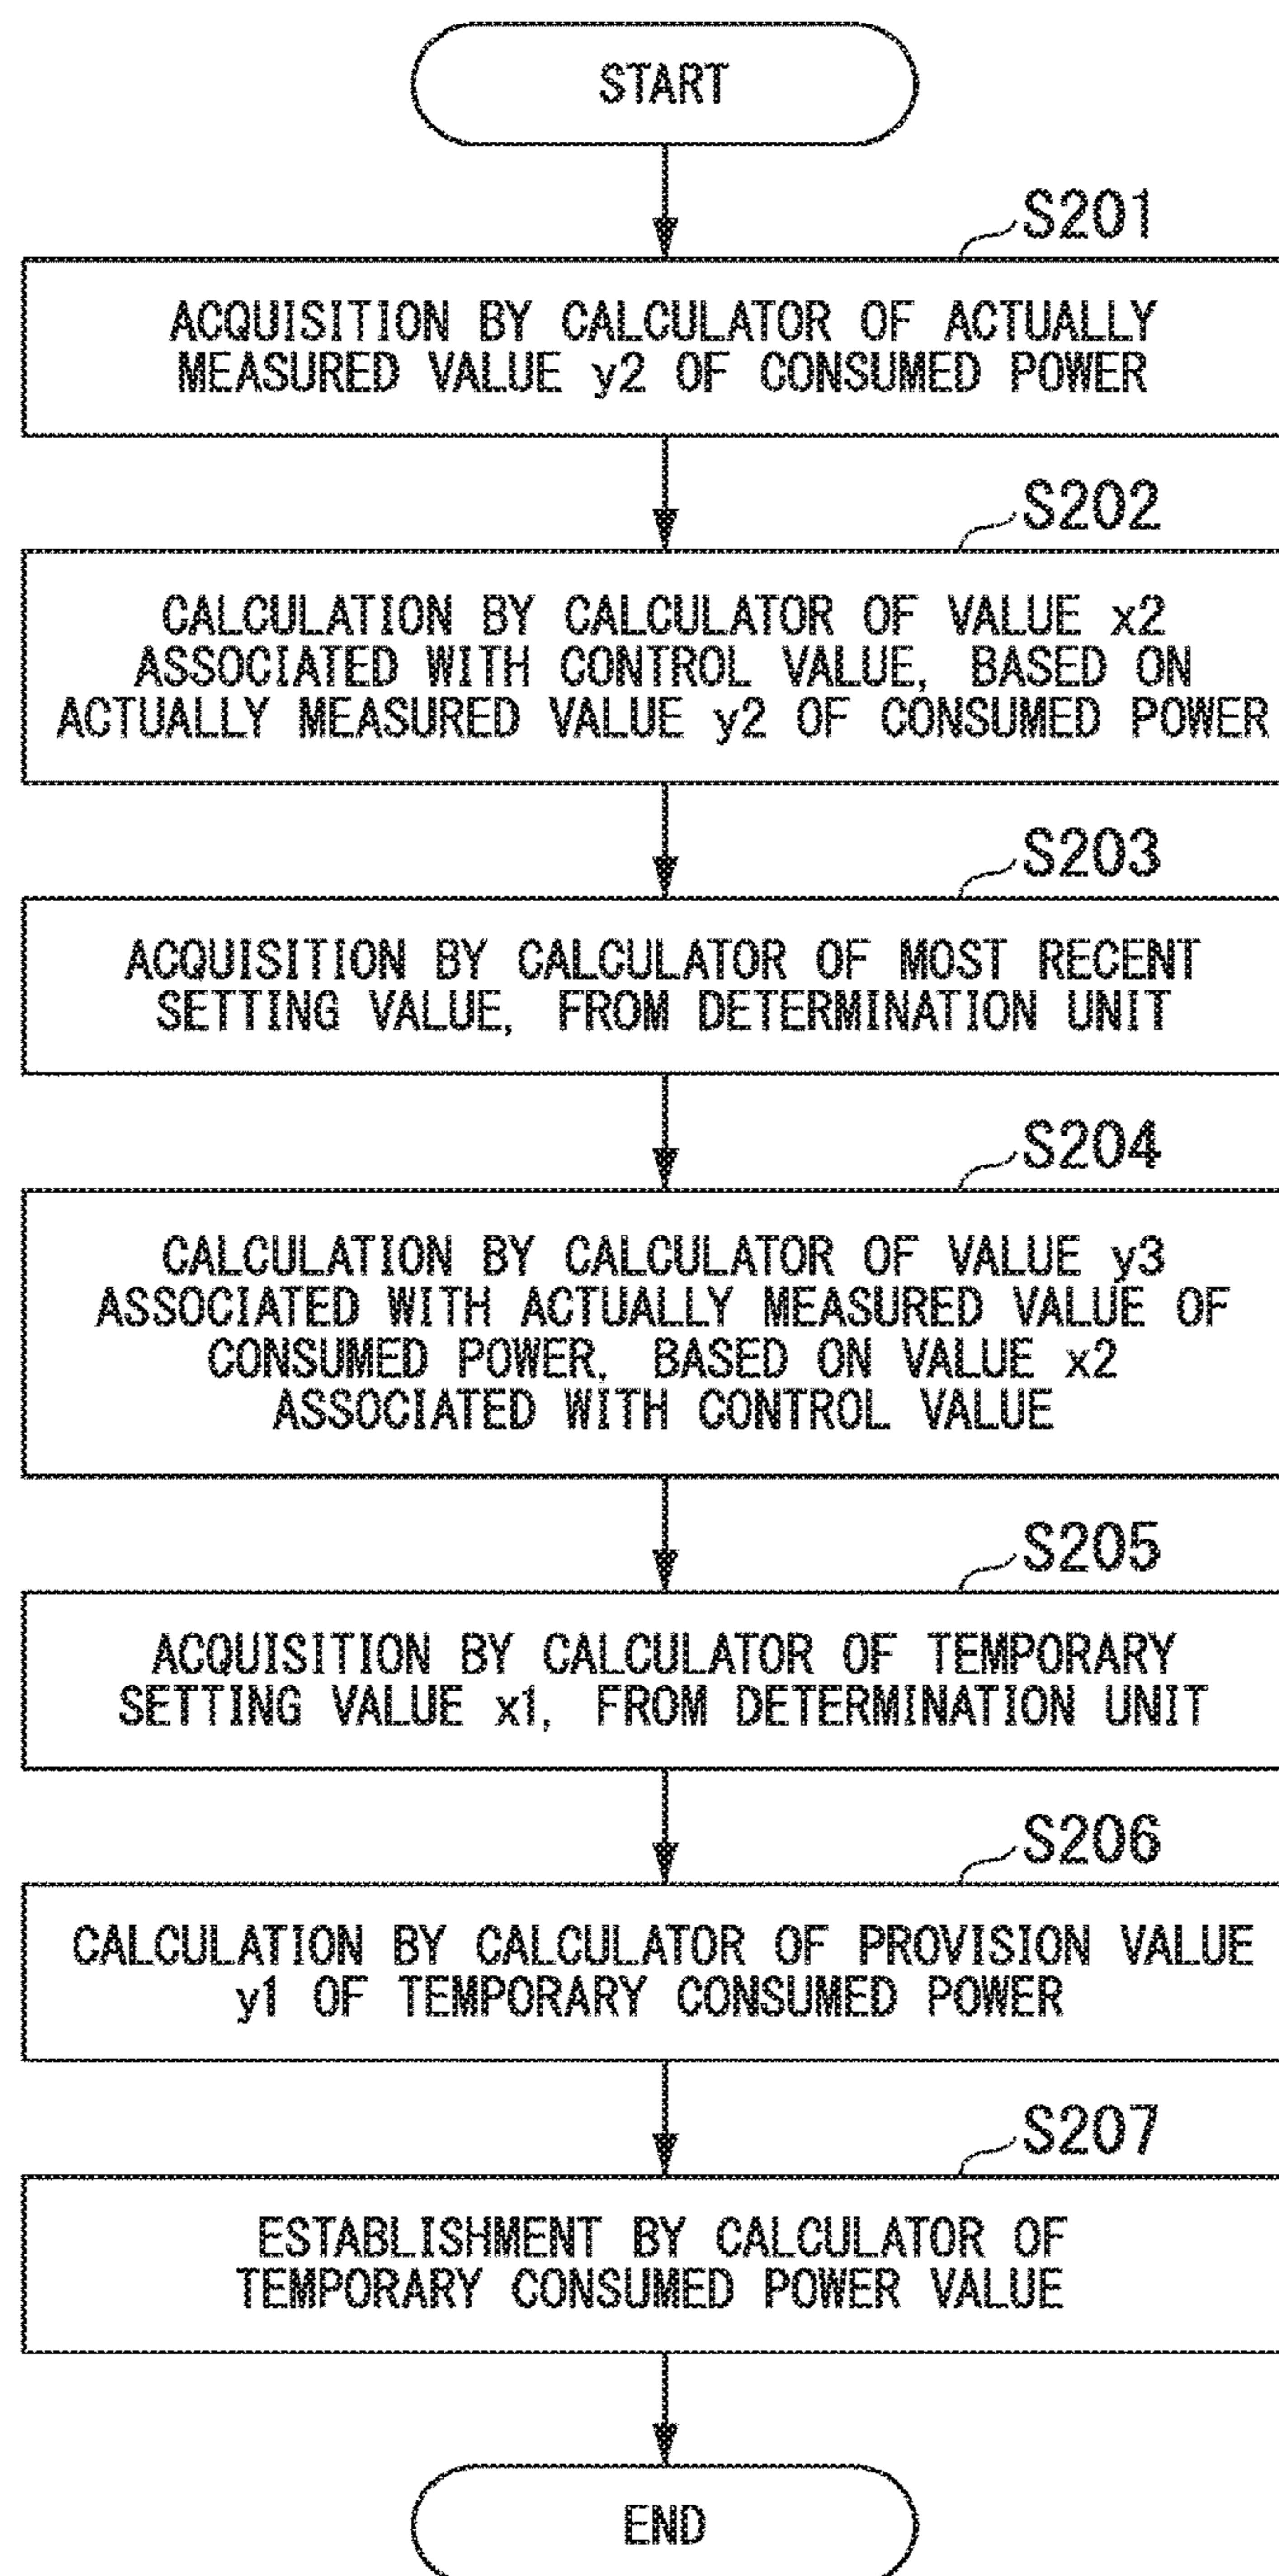 START
S201
ACQUISITION BY CALCULATOR OF ACTUALLY
MEASURED VALUE y2 OF CONSUMED POWER
S202
CALCULATION BY CALCULATOR OF VALUE x2
ASSOCIATED WITH CONTROL VALUE, BASED ON
ACTUALLY MEASURED VALUE y2 OF CONSUMED POWER
S203
ACQUISITION BY CALCULATOR OF MOST RECENT
SETTING VALUE, FROM DETERMINATION UNIT
S204
CALCULATION BY CALCULATOR OF VALUE y3
ASSOCIATED WITH ACTUALLY MEASURED VALUE OF
CONSUMED POWER, BASED ON VALUE x2
ASSOCIATED WITH CONTROL VALUE
S205
ACQUISITION BY CALCULATOR OF TEMPORARY
SETTING VALUE x1, FROM DETERMINATION UNIT
S206
CALCULATION BY CALCULATOR OF PROVISION VALUE
y1 OF TEMPORARY CONSUMED POWER
S207
ESTABLISHMENT BY CALCULATOR OF
TEMPORARY CONSUMED POWER VALUE
END